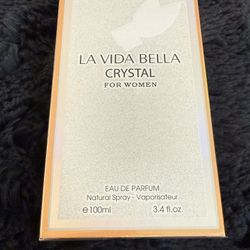 LA VIDA BELLA
CRYSTAL
FOR WOMEN
EAU DE PARFUM
Natural Spray - Vaporisateur
℮100ml 3.4 fl.oz.